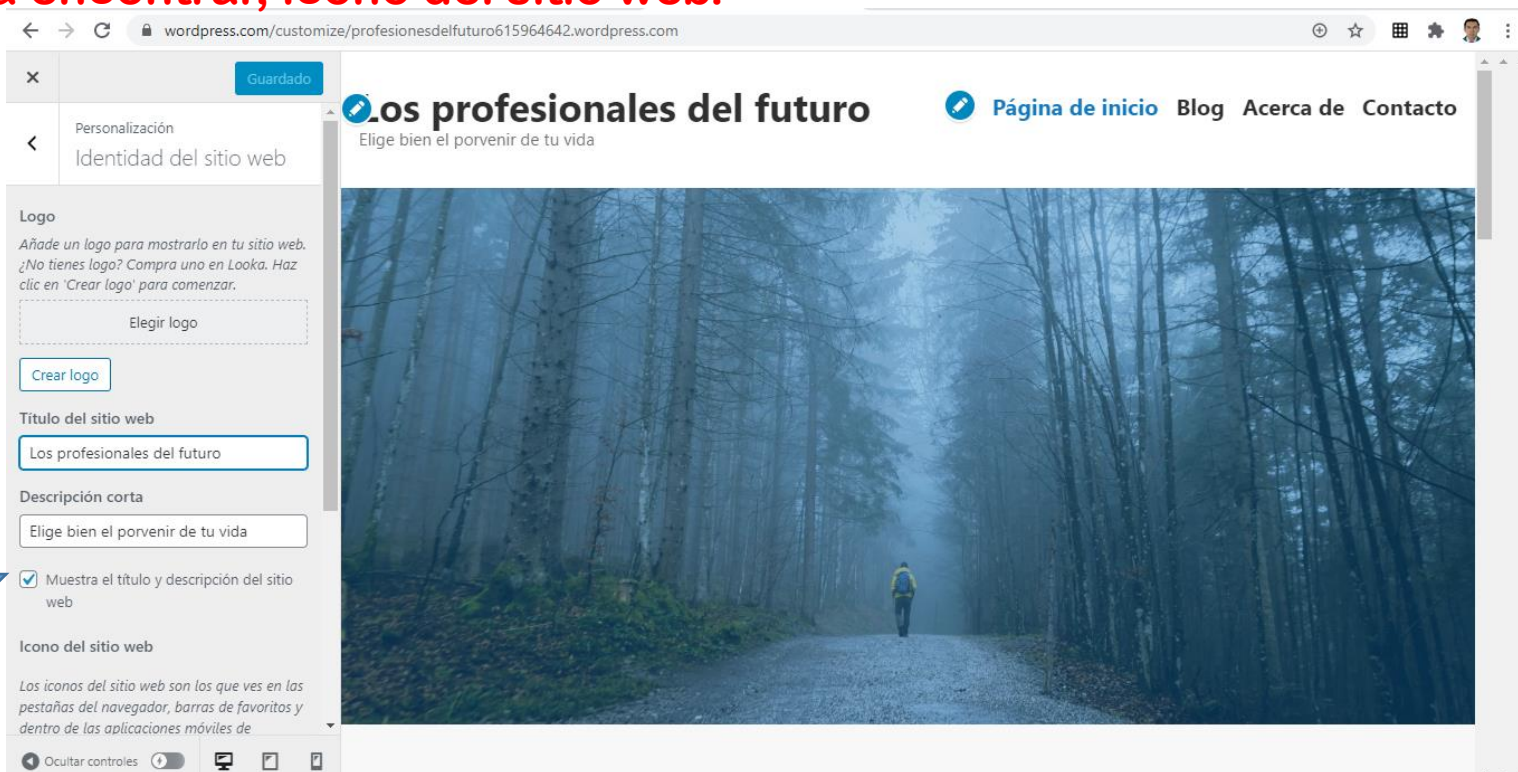 a encontrar, icono del sitio web.
wordpress.com/customize/profesionesdelfuturo615964642.wordpress.com
Guardado
Personalización
Identidad del sitio web
Logo
Añade un logo para mostrarlo en tu sitio web.
¿No tienes logo? Compra uno en Looka. Haz
clic en 'Crear logo' para comenzar.
Elegir logo
Crear logo
Título del sitio web
Los profesionales del futuro
Descripción corta
Elige bien el porvenir de tu vida
Muestra el título y descripción del sitio
web
Icono del sitio web
Los iconos del sitio web son los que ves en las
pestañas del navegador, barras de favoritos y
dentro de las aplicaciones móviles de
Ocultar controles
Los profesionales del futuro
Elige bien el porvenir de tu vida
Página de inicio Blog Acerca de Contacto